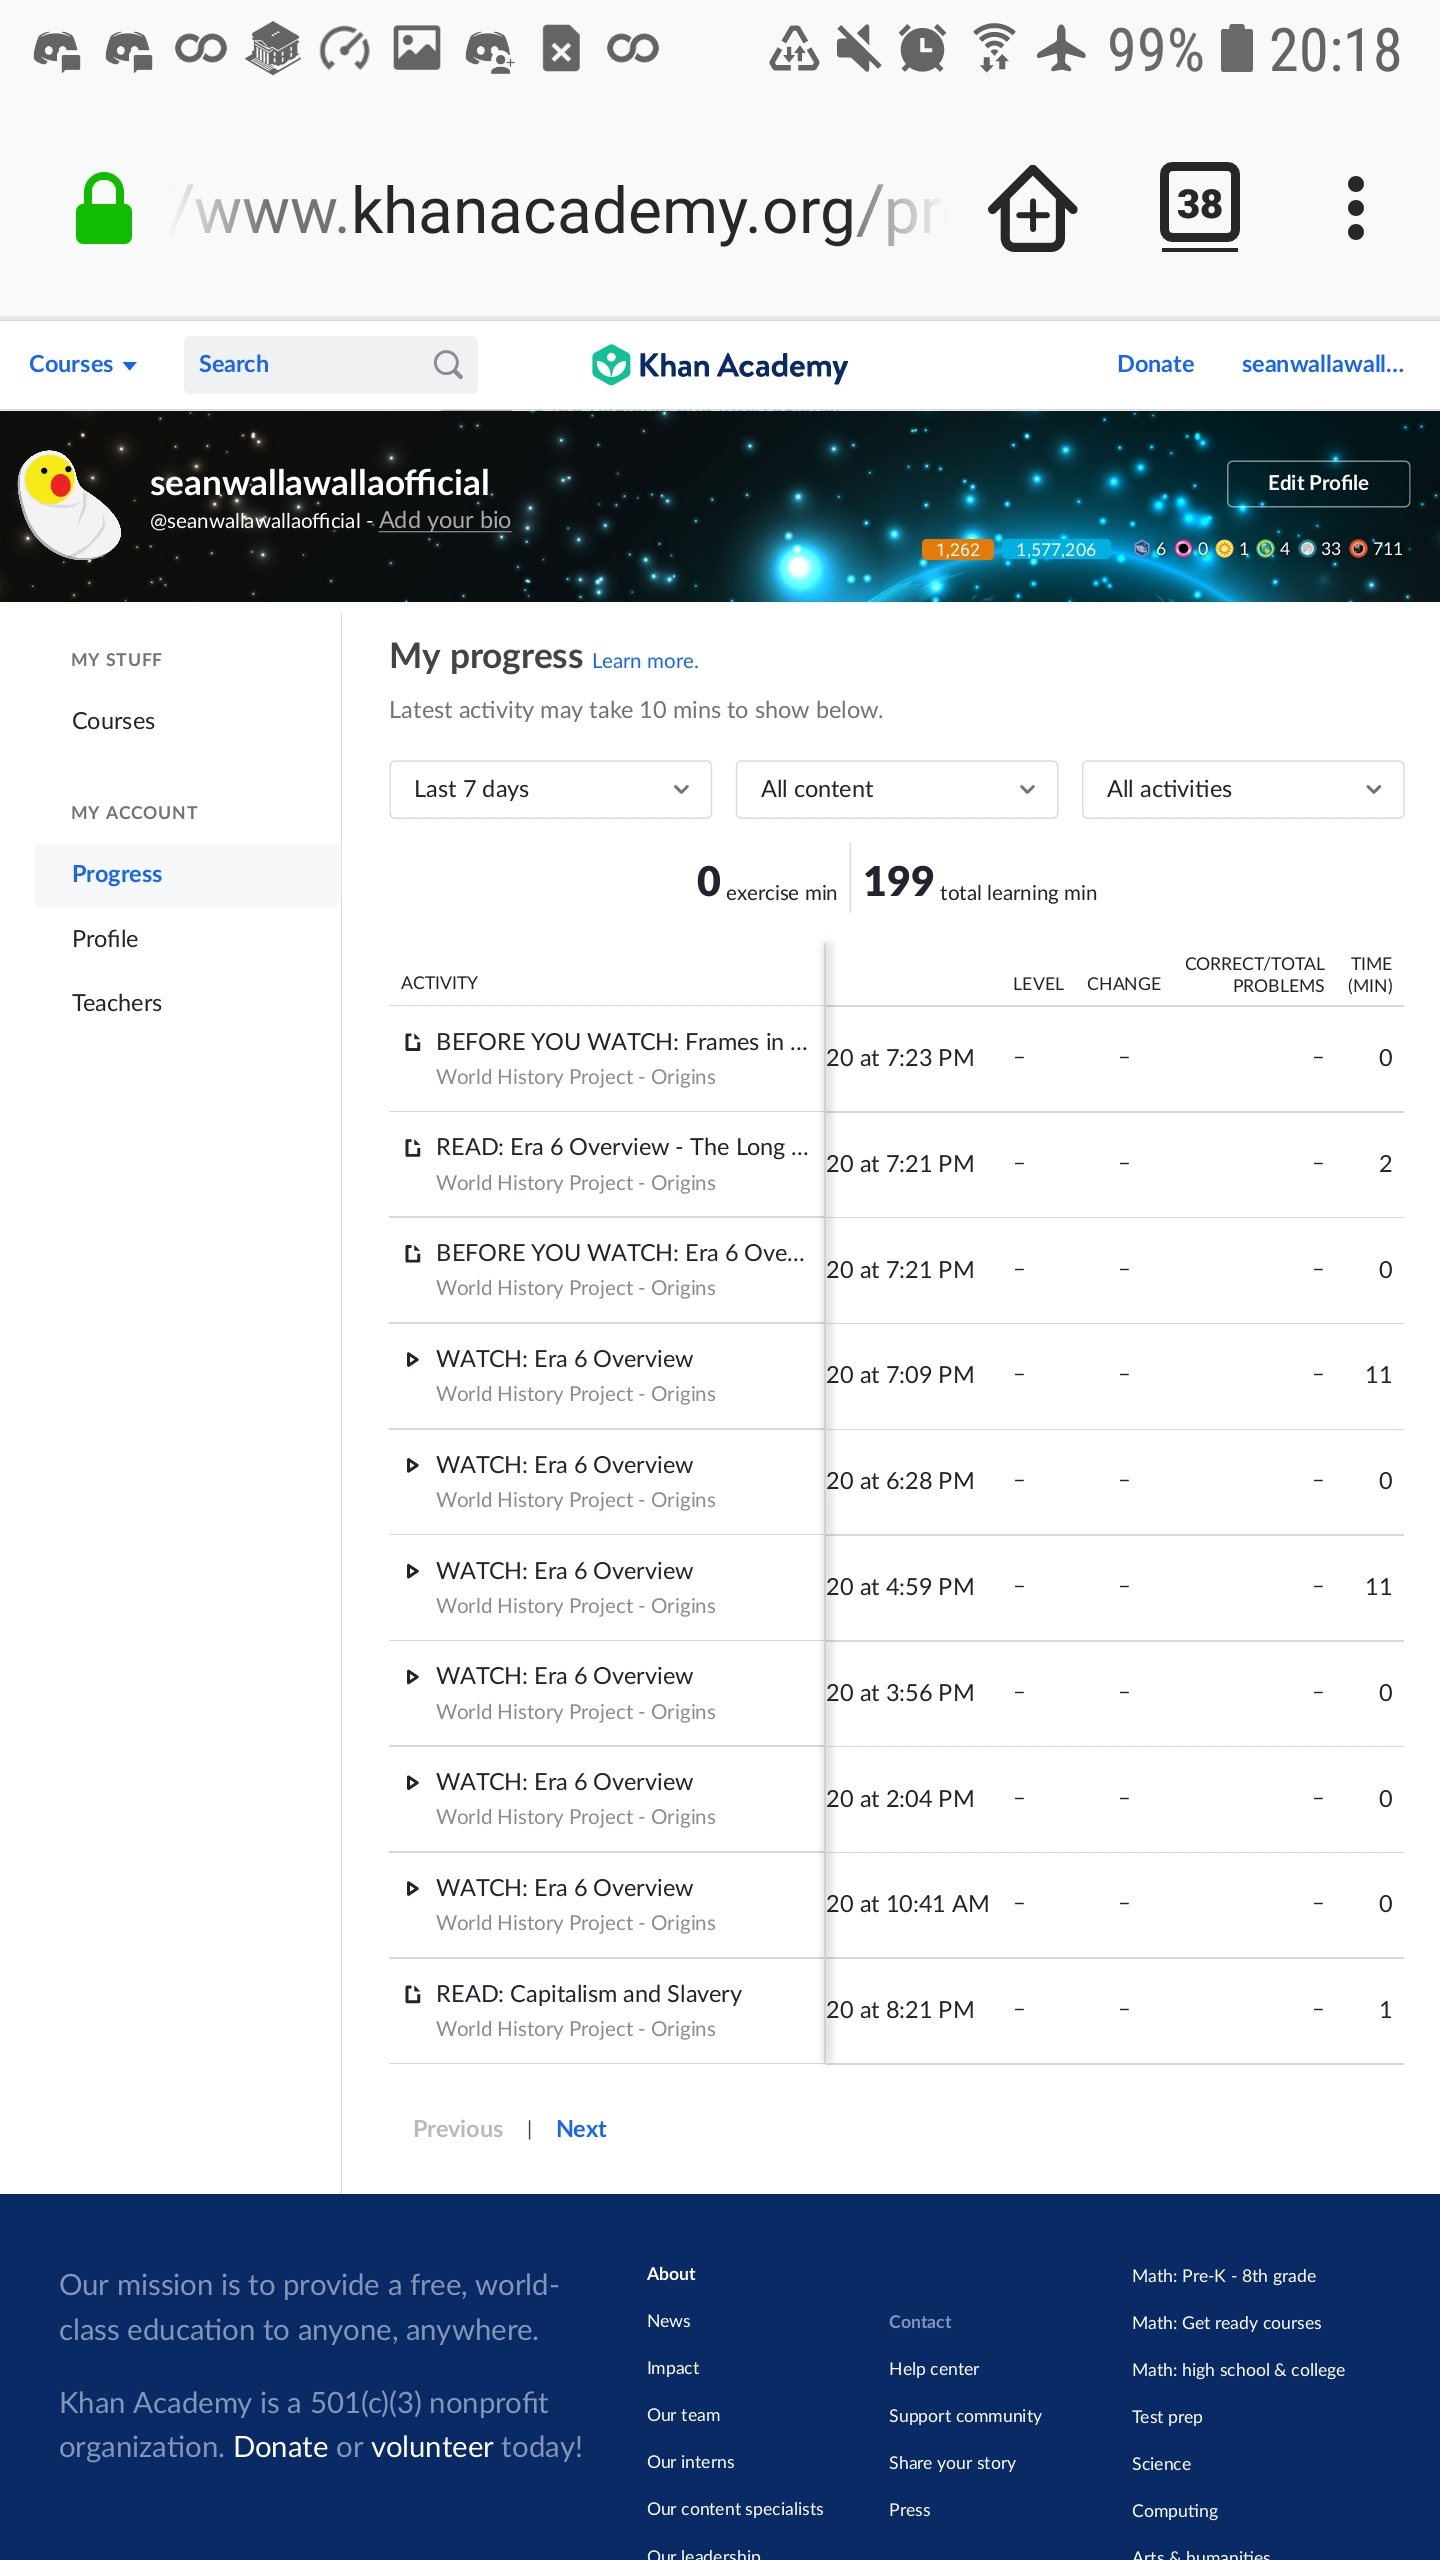 99% 20:18
/www.khanacademy.org/pr
38
Courses
Search
Khan Academy
Donate
seanwallawall...
seanwallawallaofficial
@seanwallawallaofficial - Add your bio
Edit Profile
1,262 1,577,206 6 0 1 4 33 711
MY STUFF
Courses
MY ACCOUNT
Progress
Profile
Teachers
My progress Learn more.
Latest activity may take 10 mins to show below.
Last 7 days
All content
All activities
0 exercise min
199 total learning min
ACTIVITY LEVEL CHANGE CORRECT/TOTAL PROBLEMS TIME (MIN)
BEFORE YOU WATCH: Frames in ... 20 at 7:23 PM – – – 0
World History Project - Origins
READ: Era 6 Overview - The Long ... 20 at 7:21 PM – – – 2
World History Project - Origins
BEFORE YOU WATCH: Era 6 Ove... 20 at 7:21 PM – – – 0
World History Project - Origins
WATCH: Era 6 Overview 20 at 7:09 PM – – – 11
World History Project - Origins
WATCH: Era 6 Overview 20 at 6:28 PM – – – 0
World History Project - Origins
WATCH: Era 6 Overview 20 at 4:59 PM – – – 11
World History Project - Origins
WATCH: Era 6 Overview 20 at 3:56 PM – – – 0
World History Project - Origins
WATCH: Era 6 Overview 20 at 2:04 PM – – – 0
World History Project - Origins
WATCH: Era 6 Overview 20 at 10:41 AM – – – 0
World History Project - Origins
READ: Capitalism and Slavery 20 at 8:21 PM – – – 1
World History Project - Origins
Previous | Next
Our mission is to provide a free, world-
class education to anyone, anywhere.
Khan Academy is a 501(c)(3) nonprofit
organization. Donate or volunteer today!
About
News
Impact
Our team
Our interns
Our content specialists
Our leadership
Contact
Help center
Support community
Share your story
Press
Math: Pre-K - 8th grade
Math: Get ready courses
Math: high school & college
Test prep
Science
Computing
Arts & humanities